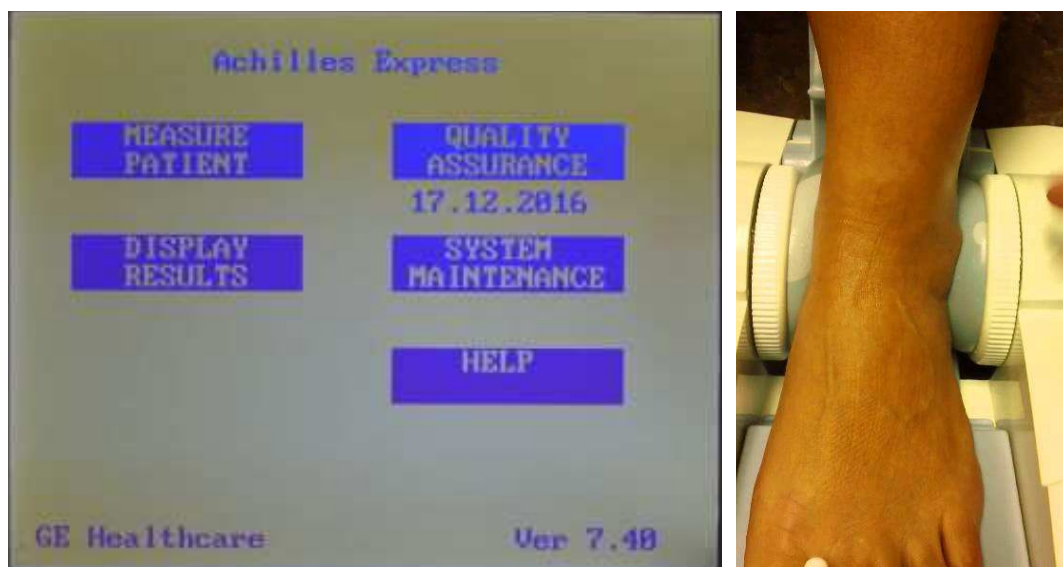 Achilles Express
MEASURE
PATIENT
QUALITY
ASSURANCE
17.12.2016
DISPLAY
RESULTS
SYSTEM
MAINTENANCE
HELP
GE Healthcare
Ver 7.40